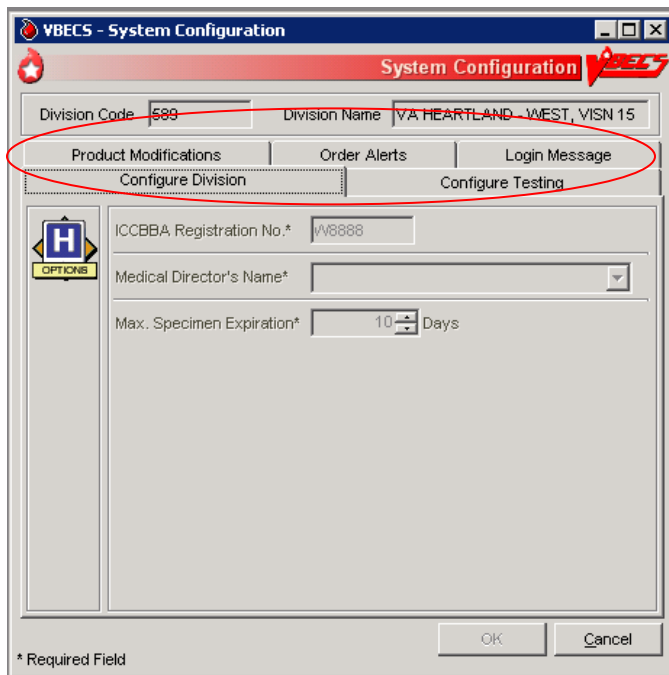 VBECS - System Configuration
System Configuration VBECS
Division Code 589 Division Name VA HEARTLAND - WEST, VISN 15
Product Modifications Order Alerts Login Message
Configure Division Configure Testing
H
OPTIONS
ICCBBA Registration No.* W8888
Medical Director's Name*
Max. Specimen Expiration* 10 Days
OK Cancel
* Required Field